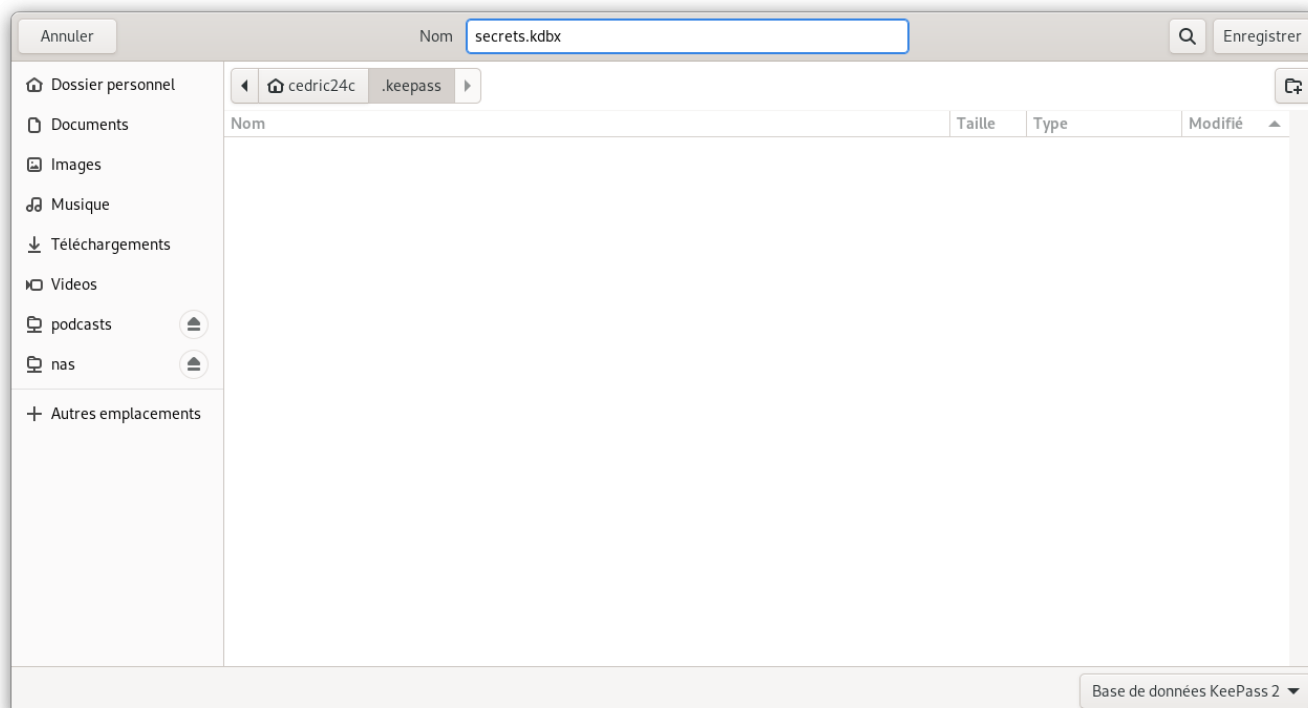 Annuler Nom secrets.kdbx Enregistrer
Dossier personnel cedric24c .keepass
Documents Nom Taille Type Modifié
Images
Musique
Téléchargements
Videos
podcasts
nas
Autres emplacements
Base de données KeePass 2